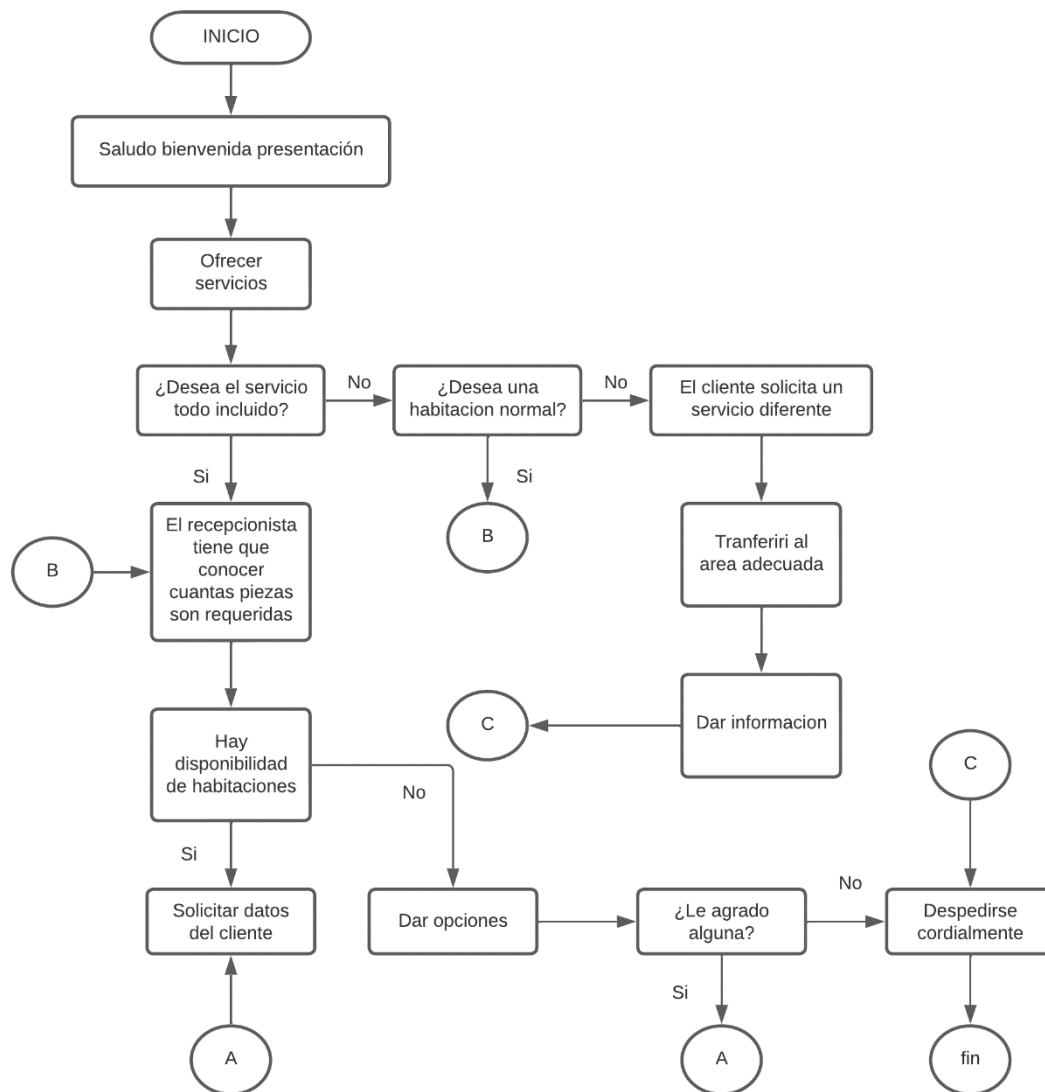 INICIO
Saludo bienvenida presentación
Ofrecer
servicios
¿Desea el servicio
todo incluido?
No
¿Desea una
habitacion normal?
No
El cliente solicita un
servicio diferente
Si
Si
El recepcionista
tiene que
conocer
cuantas piezas
son requeridas
B
B
Tranferiri al
area adecuada
Hay
disponibilidad
de habitaciones
No
C
Dar informacion
C
Si
Solicitar datos
del cliente
Dar opciones
¿Le agrado
alguna?
No
Despedirse
cordialmente
Si
A
A
fin